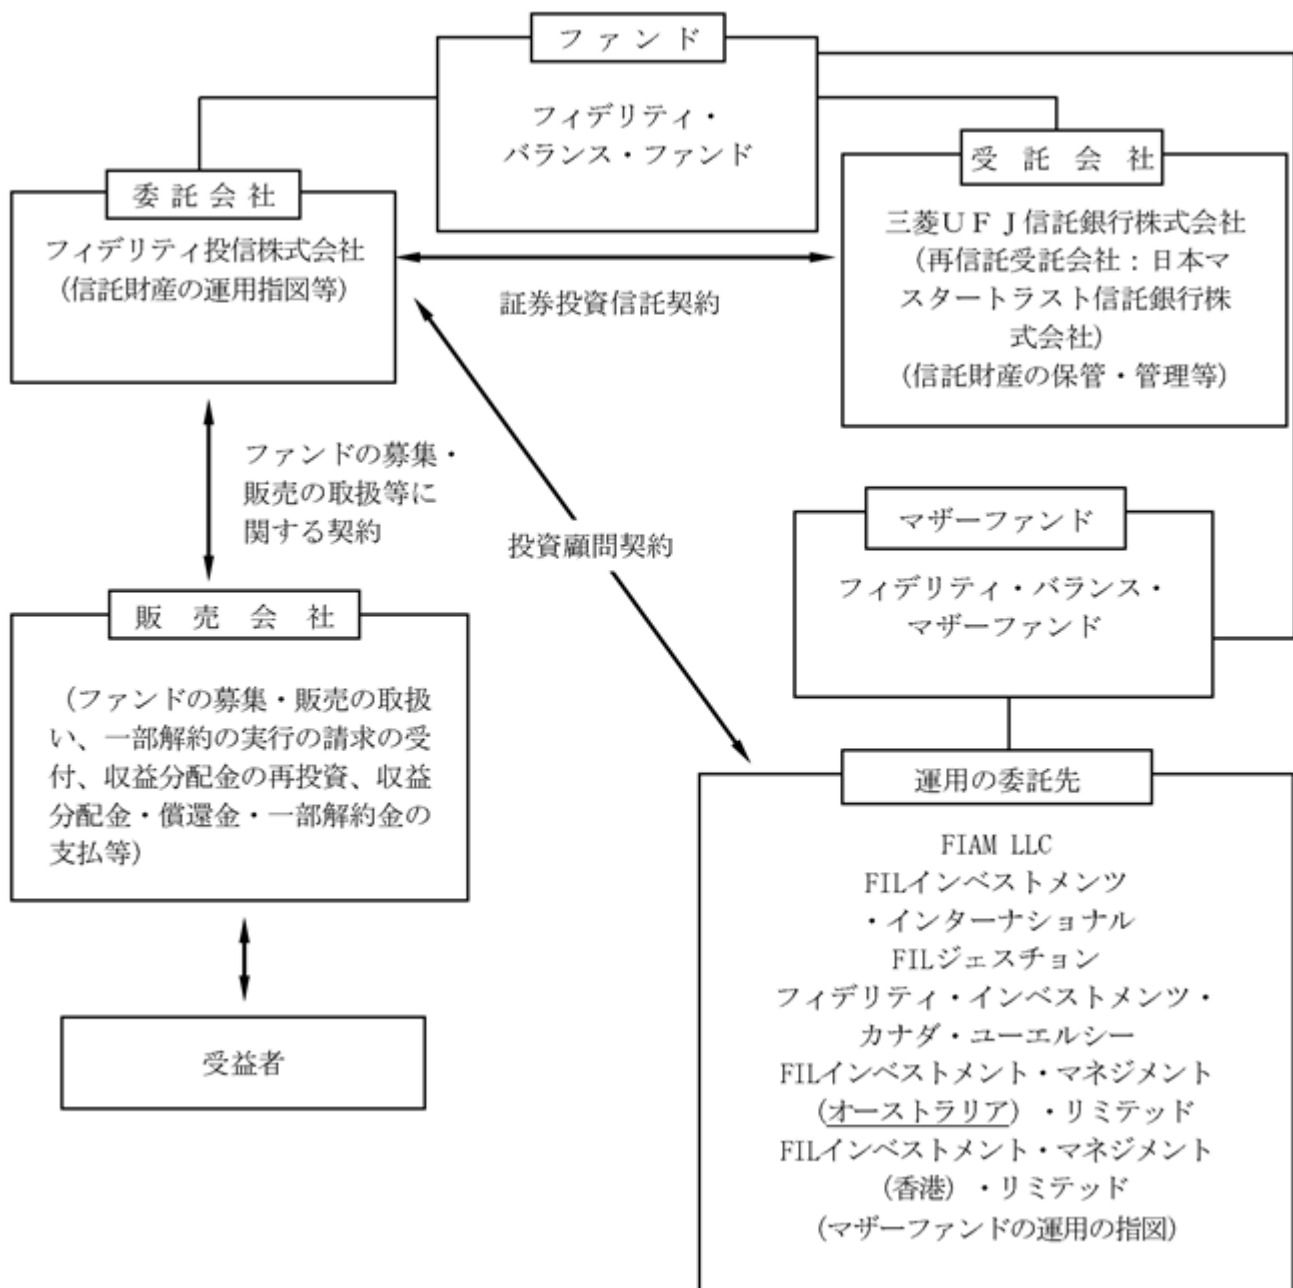 ファンド
フィデリティ・
バランス・ファンド
委託会社
フィデリティ投信株式会社
（信託財産の運用指図等）
受託会社
三菱ＵＦＪ信託銀行株式会社
（再信託受託会社：日本マ
スタートラスト信託銀行株
式会社）
（信託財産の保管・管理等）
証券投資信託契約
ファンドの募集・
販売の取扱等に
関する契約
投資顧問契約
マザーファンド
フィデリティ・バランス・
マザーファンド
販売会社
（ファンドの募集・販売の取扱
い、一部解約の実行の請求の受
付、収益分配金の再投資、収益
分配金・償還金・一部解約金の
支払等）
受益者
運用の委託先
FIAM LLC
FILインベストメンツ
・インターナショナル
FILジェスチョン
フィデリティ・インベストメンツ・
カナダ・ユーエルシー
FILインベストメント・マネジメント
（オーストラリア）・リミテッド
FILインベストメント・マネジメント
（香港）・リミテッド
（マザーファンドの運用の指図）